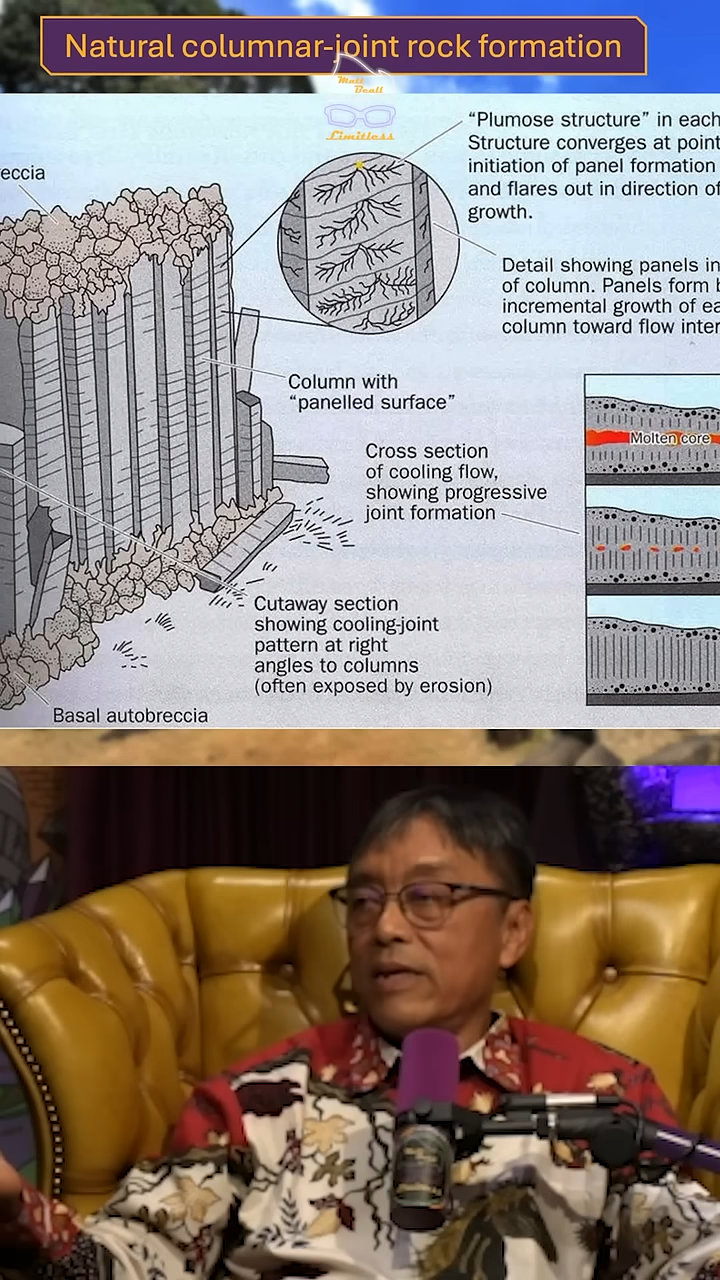 Natural columnar-joint rock formation
Matt
Beall
Limitless
"Plumose structure" in each
Structure converges at point
initiation of panel formation
and flares out in direction of
growth.
reccia
Detail showing panels in
of column. Panels form b
incremental growth of ea
column toward flow inter
Column with
"panelled surface"
Molten core
Cross section
of cooling flow,
showing progressive
joint formation
Cutaway section
showing cooling-joint
pattern at right
angles to columns
(often exposed by erosion)
Basal autobreccia